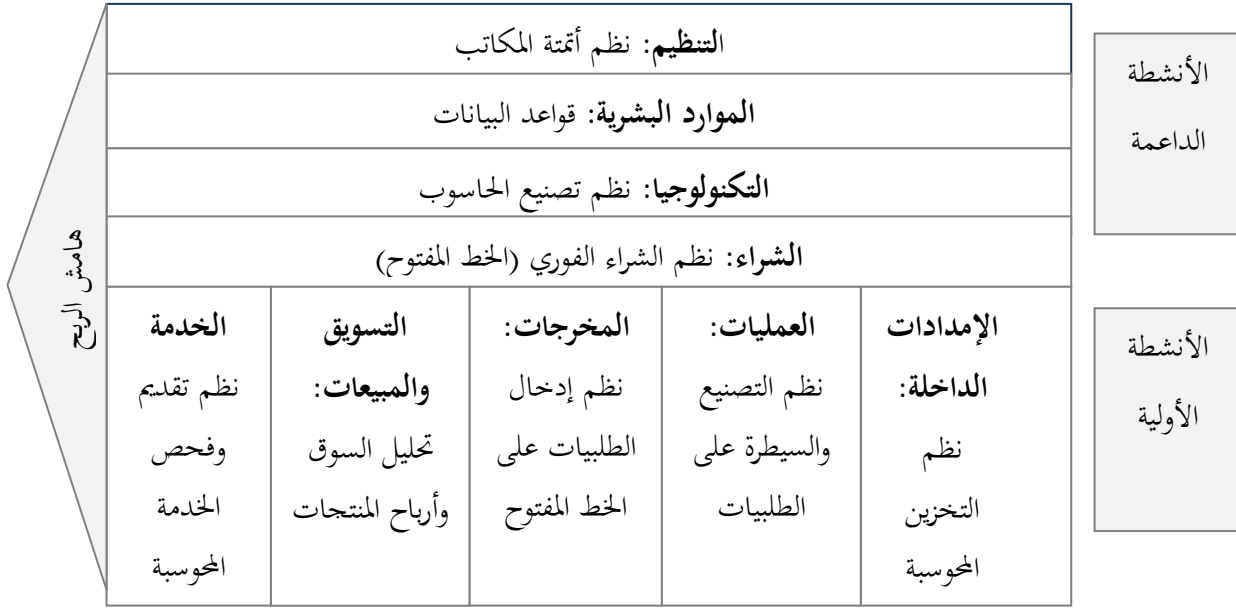 التنظيم: نظم أتمتة المكاتب
الموارد البشرية: قواعد البيانات
التكنولوجيا: نظم تصنيع الحاسوب
الشراء: نظم الشراء الفوري (الخط المفتوح)
الأنشطة
الداعمة
الإمدادات
الداخلة:
نظم
التخزين
المحوسبة
العمليات:
نظم التصنيع
والسيطرة على
الطلبيات
المخرجات:
نظم إدخال
الطلبيات على
الخط المفتوح
التسويق
والمبيعات:
تحليل السوق
وأرباح المنتجات
الخدمة
نظم تقديم
وفحص
الخدمة
المحوسبة
الأنشطة
الأولية
هامش الربح